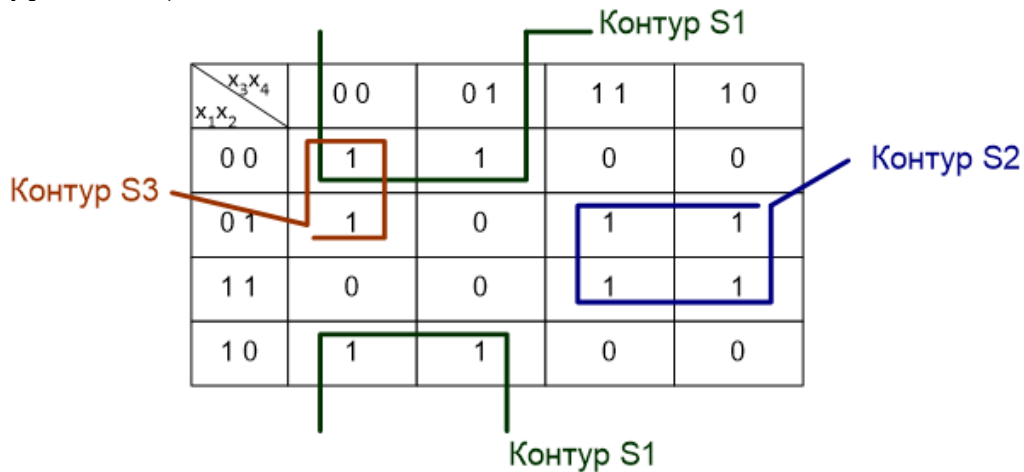 Контур S1
x3x4
x1x2
0 0 0 1 1 1 1 0
0 0 1 1 0 0
Контур S2
Контур S3
0 1 1 0 1 1
1 1 0 0 1 1
1 0 1 1 0 0
Контур S1